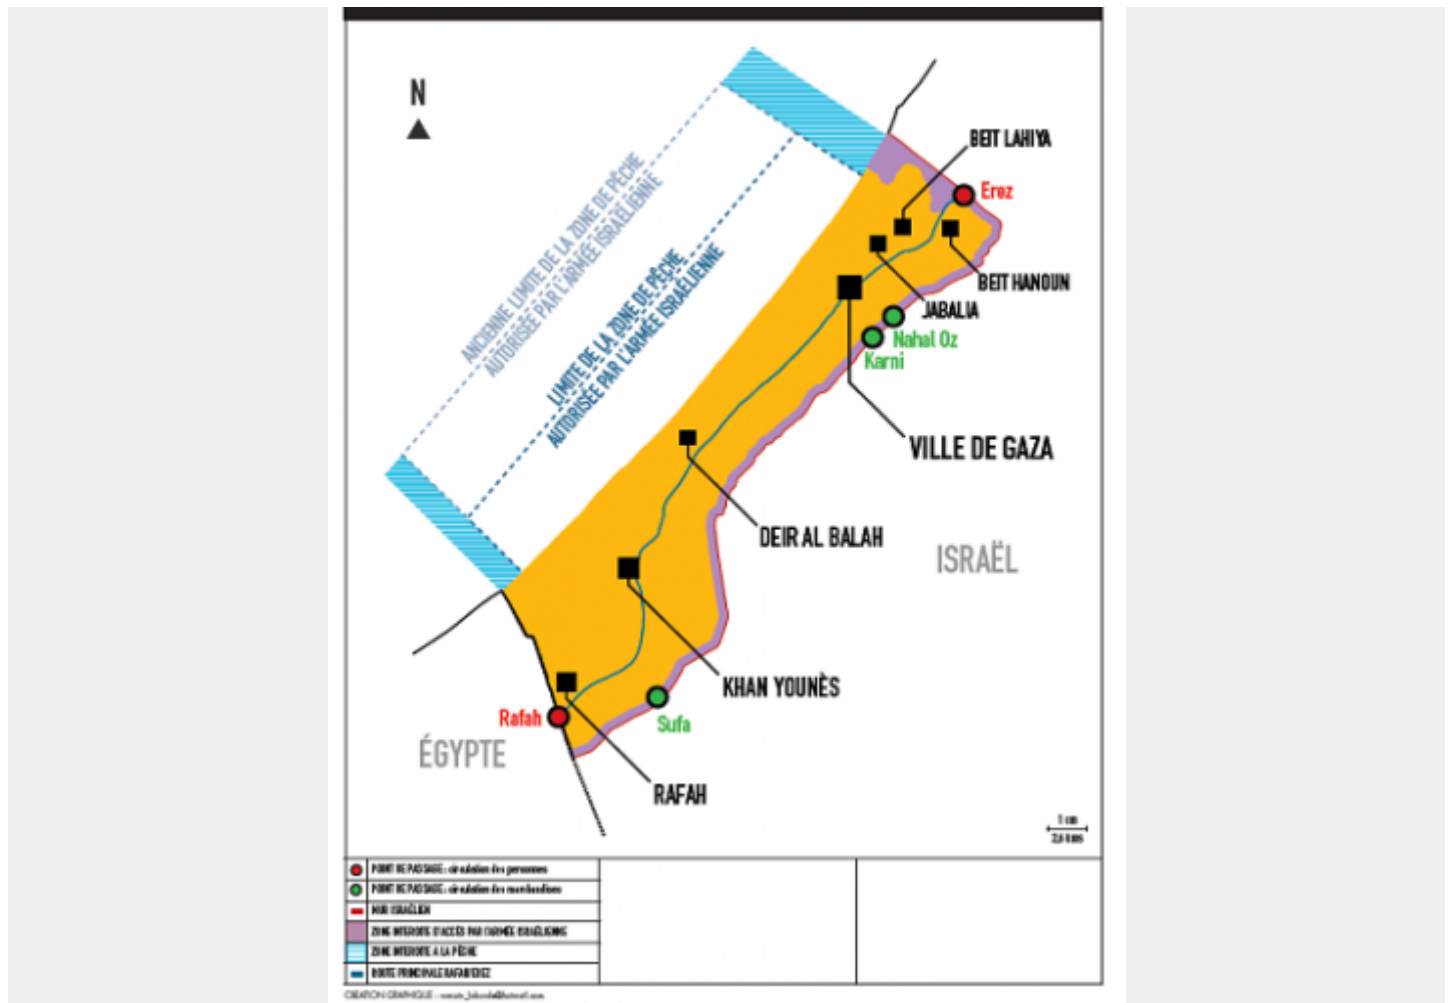 N
BEIT LAHIYA
Erez
ANCIENNE LIMITE DE LA ZONE DE PÊCHE
AUTORISÉE PAR L'ARMÉE ISRAÉLIENNE
LIMITE DE LA ZONE DE PÊCHE
AUTORISÉE PAR L'ARMÉE ISRAÉLIENNE
BEIT HANOUN
JABALIA
Nahal Oz
Karni
VILLE DE GAZA
DEIR AL BALAH
ISRAËL
KHAN YOUNÈS
Rafah
Sufa
ÉGYPTE
RAFAH
1 cm
POINT DE PASSAGE : circulation des personnes
POINT DE PASSAGE : circulation des marchandises
MUR ISRAÉLIEN
ZONE INTERDITE D'ACCÈS PAR l'ARMÉE ISRAÉLIENNE
ZONE INTERDITE A LA PÊCHE
ROUTE PRINCIPALE RAFAH/EREZ
CRÉATION GRAPHIQUE :